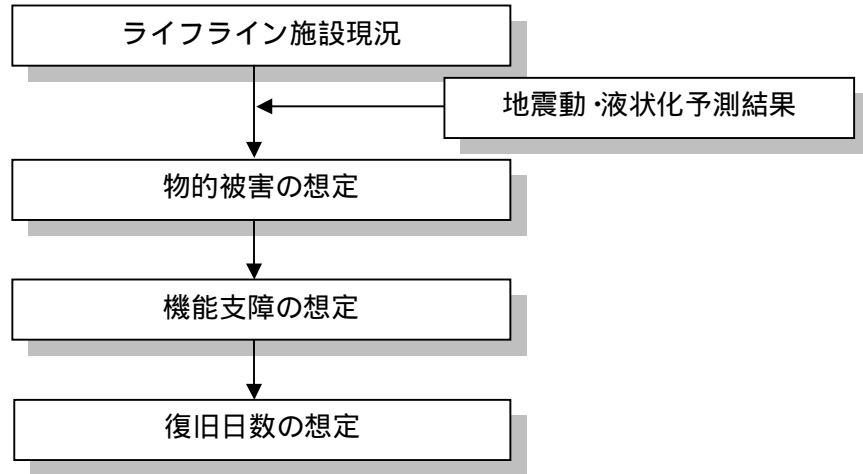 ライフライン施設現況
地震動・液状化予測結果
物的被害の想定
機能支障の想定
復旧日数の想定